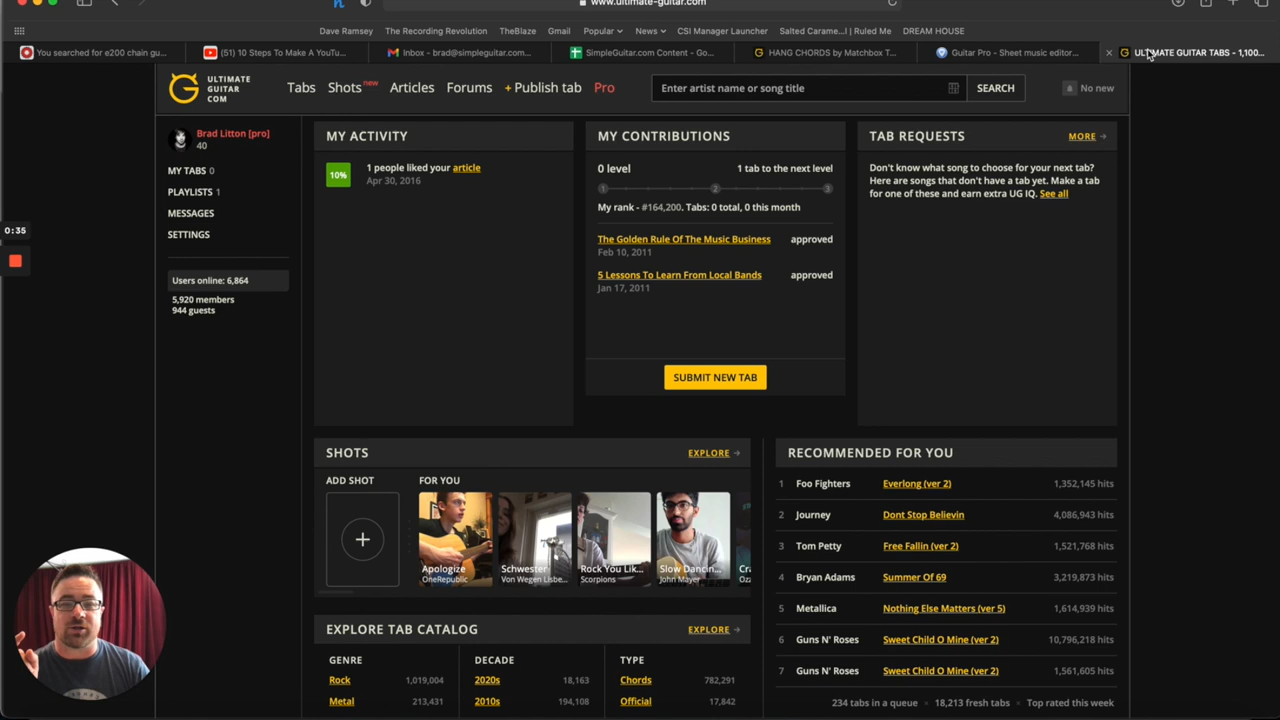 www.ultimate-guitar.com
Dave Ramsey The Recording Revolution TheBlaze Gmail Popular News CSI Manager Launcher Salted Carame...l | Ruled Me DREAM HOUSE
You searched for e200 chain gu... (51) 10 Steps To Make A YouTu... Inbox - brad@simpleguitar.com... SimpleGuitar.com Content - Go... HANG CHORDS by Matchbox T... Guitar Pro - Sheet music editor... ULTIMATE GUITAR TABS - 1,100...
ULTIMATE
GUITAR
COM
Tabs Shots new Articles Forums + Publish tab Pro
Enter artist name or song title SEARCH No new
Brad Litton [pro]
40
MY TABS 0
PLAYLISTS 1
MESSAGES
SETTINGS
0:35
Users online: 6,864
5,920 members
944 guests
MY ACTIVITY
10% 1 people liked your article
Apr 30, 2016
MY CONTRIBUTIONS
0 level 1 tab to the next level
1 2 3
My rank - #164,200. Tabs: 0 total, 0 this month
The Golden Rule Of The Music Business approved
Feb 10, 2011
5 Lessons To Learn From Local Bands approved
Jan 17, 2011
SUBMIT NEW TAB
TAB REQUESTS MORE
Don't know what song to choose for your next tab?
Here are songs that don't have a tab yet. Make a tab
for one of these and earn extra UG IQ. See all
SHOTS EXPLORE
ADD SHOT FOR YOU
Apologize
OneRepublic
Schwester
Von Wegen Lisbe...
Rock You Lik...
Scorpions
Slow Dancin...
John Mayer
Cra
Ozz
RECOMMENDED FOR YOU
1 Foo Fighters Everlong (ver 2) 1,352,145 hits
2 Journey Dont Stop Believin 4,086,943 hits
3 Tom Petty Free Fallin (ver 2) 1,521,768 hits
4 Bryan Adams Summer Of 69 3,219,873 hits
5 Metallica Nothing Else Matters (ver 5) 1,614,939 hits
6 Guns N' Roses Sweet Child O Mine (ver 2) 10,796,218 hits
7 Guns N' Roses Sweet Child O Mine (ver 2) 1,561,605 hits
234 tabs in a queue 18,213 fresh tabs Top rated this week
EXPLORE TAB CATALOG EXPLORE
GENRE DECADE TYPE
Rock 1,019,004 2020s 18,163 Chords 782,291
Metal 213,431 2010s 194,108 Official 17,842